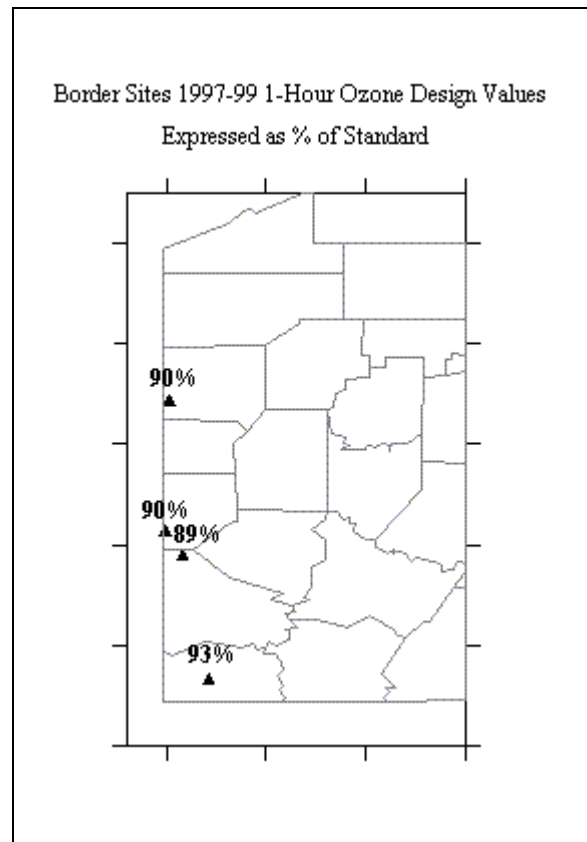 Border Sites 1997-99 1-Hour Ozone Design Values
Expressed as % of Standard
90%
90%
89%
93%